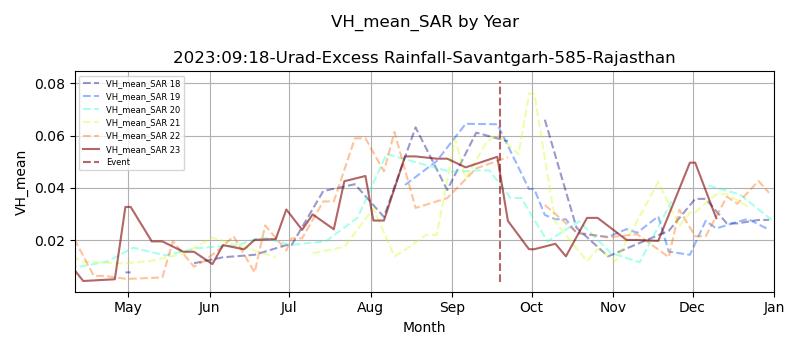 VH_mean_SAR by Year
2023:09:18-Urad-Excess Rainfall-Savantgarh-585-Rajasthan
0.08
0.06
0.04
0.02
VH_mean
VH_mean_SAR 18
VH_mean_SAR 19
VH_mean_SAR 20
VH_mean_SAR 21
VH_mean_SAR 22
VH_mean_SAR 23
Event
May Jun Jul Aug Sep Oct Nov Dec Jan
Month